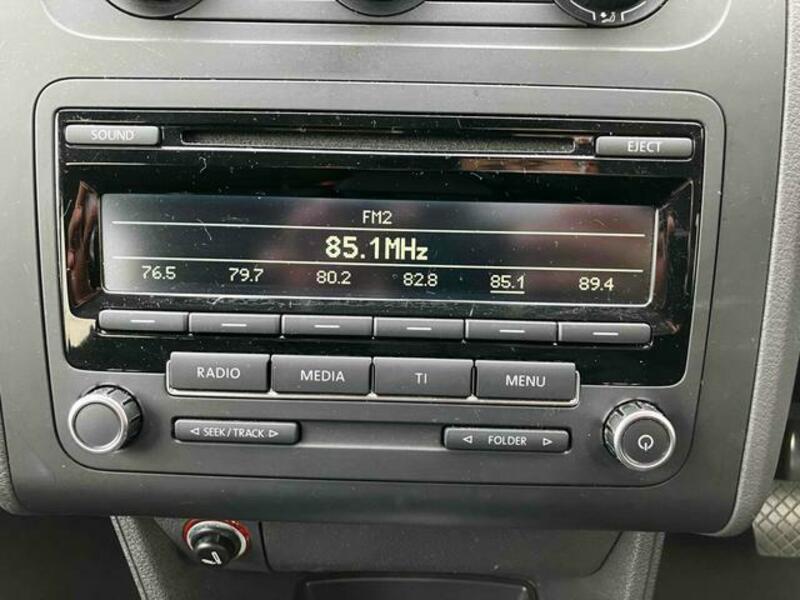 SOUND
EJECT
FM2
85.1MHz
76.5 79.7 80.2 82.8 85.1 89.4
RADIO MEDIA TI MENU
SEEK/TRACK
FOLDER